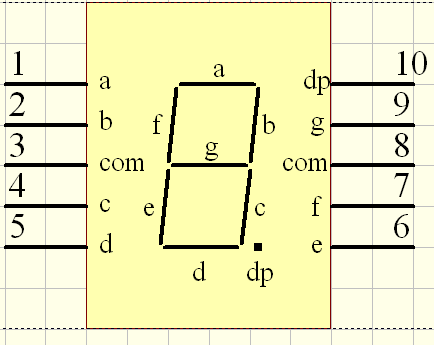 1 a a dp 10
2 b f b g 9
3 com g com 8
4 c e c f 7
5 d e 6
d dp